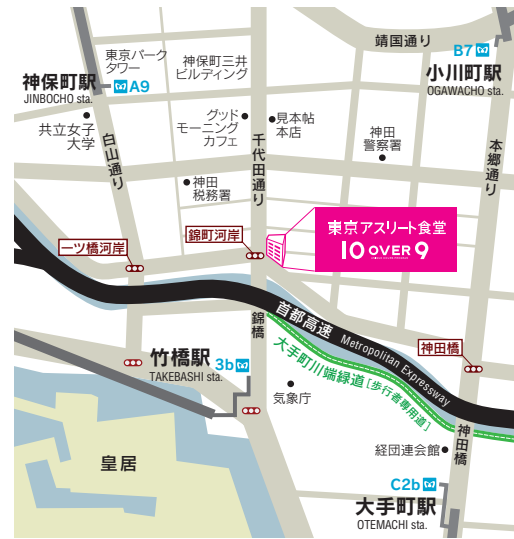 靖国通り
B7
小川町駅
OGAWACHO sta.
東京パーク
タワー
神保町三井
ビルディング
神保町駅
JINBOCHO sta.
A9
共立女子
大学
白山通り
グッド
モーニング
カフェ
見本帖
本店
千代田通り
神田
警察署
本郷通り
神田
税務署
東京アスリート食堂
10 OVER 9
一ツ橋河岸
錦町河岸
首都高速
Metropolitan Expressway
錦橋
大手町川端緑道[歩行者専用道]
神田橋
竹橋駅
TAKEBASHI sta.
3b
気象庁
神田橋
経団連会館
皇居
C2b
大手町駅
OTEMACHI sta.